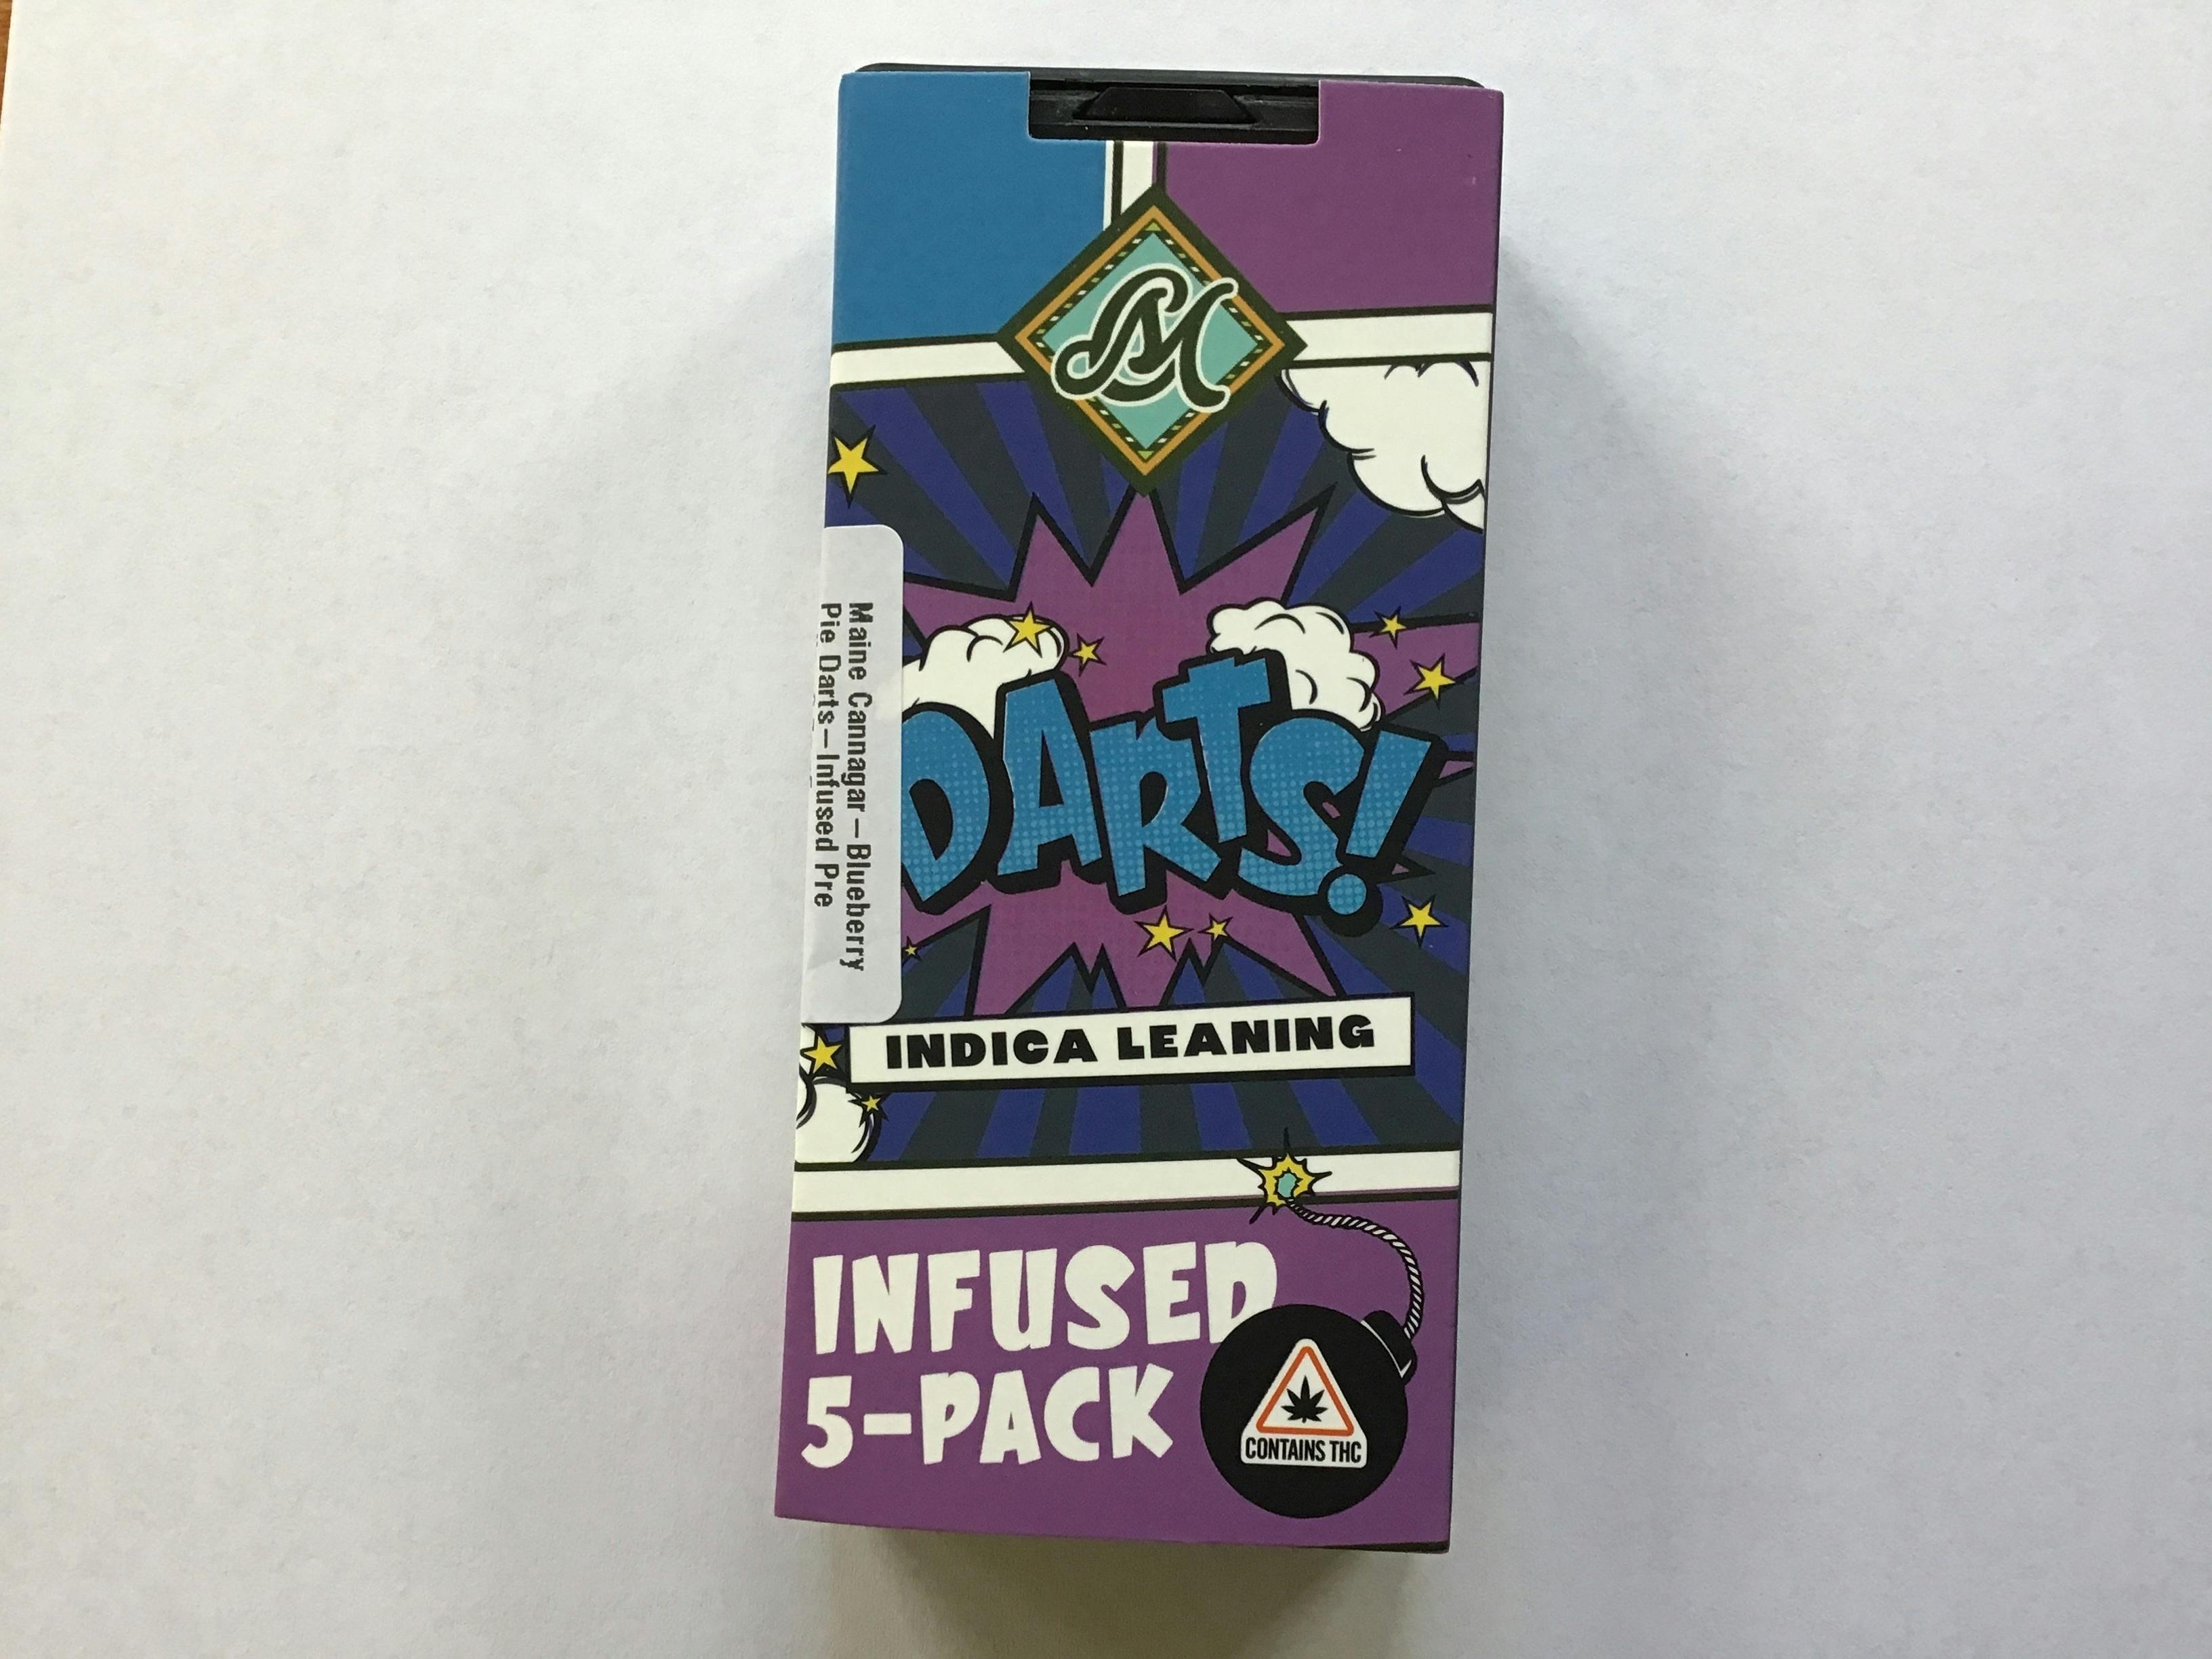 M
Maine Cannagar—Blueberry
Pie Darts—Infused Pre
DARTS!
INDICA LEANING
INFUSED
5-PACK
CONTAINS THC